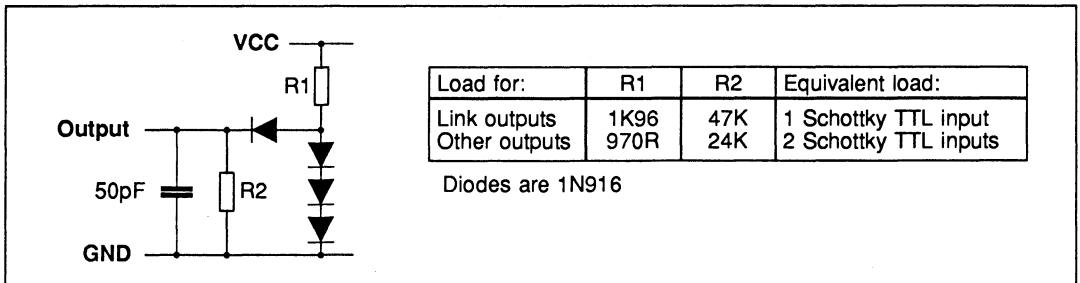 VCC
R1
Output
50pF
R2
GND
Load for: R1 R2 Equivalent load:
Link outputs 1K96 47K 1 Schottky TTL input
Other outputs 970R 24K 2 Schottky TTL inputs
Diodes are 1N916